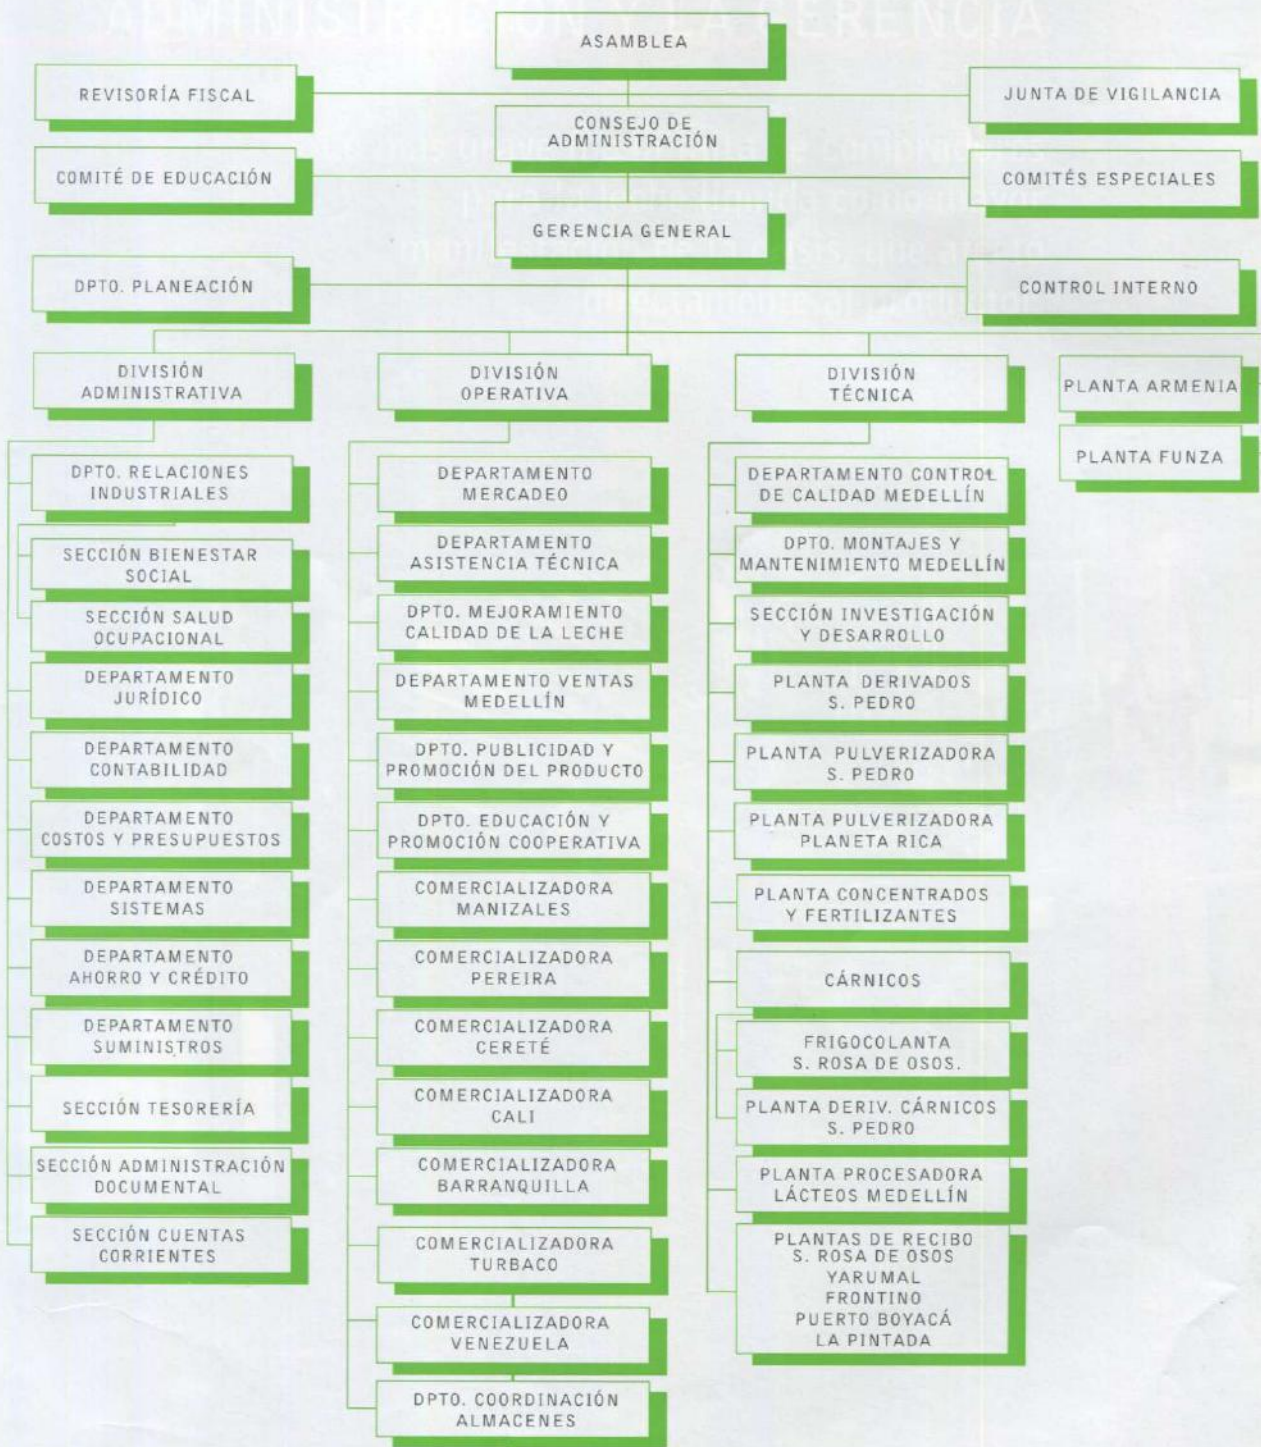 ASAMBLEA
REVISORÍA FISCAL
JUNTA DE VIGILANCIA
CONSEJO DE
ADMINISTRACIÓN
COMITÉ DE EDUCACIÓN
COMITÉS ESPECIALES
GERENCIA GENERAL
DPTO. PLANEACIÓN
CONTROL INTERNO
DIVISIÓN
ADMINISTRATIVA
DPTO. RELACIONES
INDUSTRIALES
SECCIÓN BIENESTAR
SOCIAL
SECCIÓN SALUD
OCUPACIONAL
DEPARTAMENTO
JURÍDICO
DEPARTAMENTO
CONTABILIDAD
DEPARTAMENTO
COSTOS Y PRESUPUESTOS
DEPARTAMENTO
SISTEMAS
DEPARTAMENTO
AHORRO Y CRÉDITO
DEPARTAMENTO
SUMINISTROS
SECCIÓN TESORERÍA
SECCIÓN ADMINISTRACIÓN
DOCUMENTAL
SECCIÓN CUENTAS
CORRIENTES
DIVISIÓN
OPERATIVA
DEPARTAMENTO
MERCADEO
DEPARTAMENTO
ASISTENCIA TÉCNICA
DPTO. MEJORAMIENTO
CALIDAD DE LA LECHE
DEPARTAMENTO VENTAS
MEDELLÍN
DPTO. PUBLICIDAD Y
PROMOCIÓN DEL PRODUCTO
DPTO. EDUCACIÓN Y
PROMOCIÓN COOPERATIVA
COMERCIALIZADORA
MANIZALES
COMERCIALIZADORA
PEREIRA
COMERCIALIZADORA
CERETÉ
COMERCIALIZADORA
CALI
COMERCIALIZADORA
BARRANQUILLA
COMERCIALIZADORA
TURBACO
COMERCIALIZADORA
VENEZUELA
DPTO. COORDINACIÓN
ALMACENES
DIVISIÓN
TÉCNICA
DEPARTAMENTO CONTROL
DE CALIDAD MEDELLÍN
DPTO. MONTAJES Y
MANTENIMIENTO MEDELLÍN
SECCIÓN INVESTIGACIÓN
Y DESARROLLO
PLANTA DERIVADOS
S. PEDRO
PLANTA PULVERIZADORA
S. PEDRO
PLANTA PULVERIZADORA
PLANETA RICA
PLANTA CONCENTRADOS
Y FERTILIZANTES
CÁRNICOS
FRIGOCOLANTA
S. ROSA DE OSOS.
PLANTA DERIV. CÁRNICOS
S. PEDRO
PLANTA PROCESADORA
LÁCTEOS MEDELLÍN
PLANTAS DE RECIBO
S. ROSA DE OSOS
YARUMAL
FRONTINO
PUERTO BOYACÁ
LA PINTADA
PLANTA ARMENIA
PLANTA FUNZA